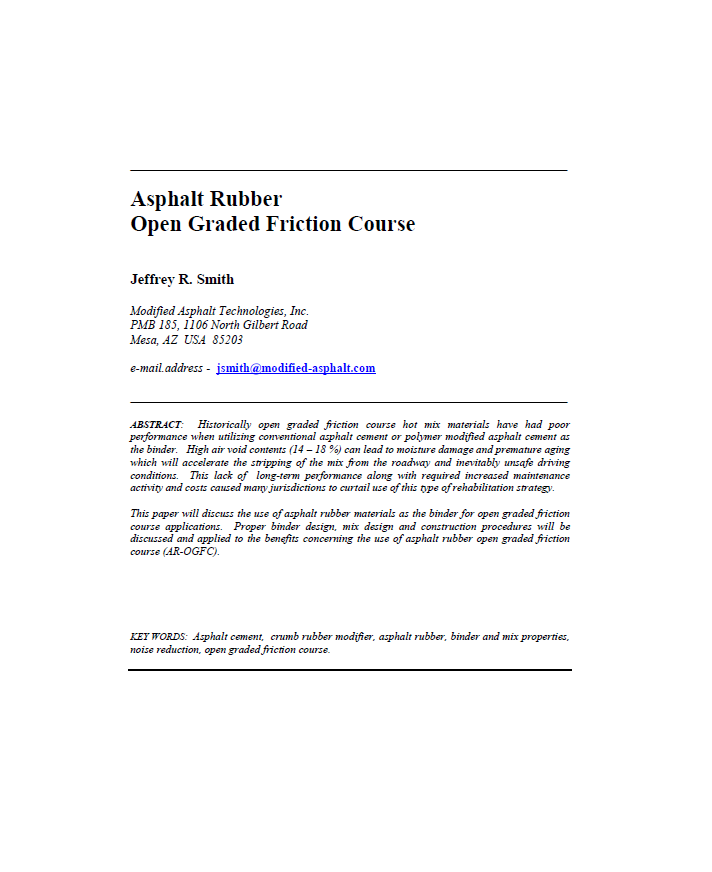 Asphalt Rubber
Open Graded Friction Course
Jeffrey R. Smith
Modified Asphalt Technologies, Inc.
PMB 185, 1106 North Gilbert Road
Mesa, AZ  USA  85203
e-mail.address -  jsmith@modified-asphalt.com
ABSTRACT:  Historically open graded friction course hot mix materials have had poor
performance when utilizing conventional asphalt cement or polymer modified asphalt cement as
the binder.  High air void contents (14 – 18 %) can lead to moisture damage and premature aging
which will accelerate the stripping of the mix from the roadway and inevitably unsafe driving
conditions.  This lack of  long-term performance along with required increased maintenance
activity and costs caused many jurisdictions to curtail use of this type of rehabilitation strategy.
This paper will discuss the use of asphalt rubber materials as the binder for open graded friction
course applications.  Proper binder design, mix design and construction procedures will be
discussed and applied to the benefits concerning the use of asphalt rubber open graded friction
course (AR-OGFC).
KEY WORDS:  Asphalt cement,  crumb rubber modifier, asphalt rubber, binder and mix properties,
noise reduction, open graded friction course.